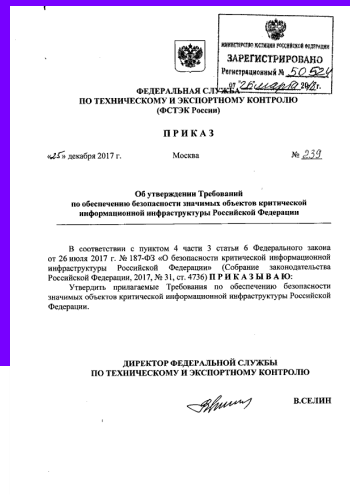 МИНИСТЕРСТВО ЮСТИЦИИ РОССИЙСКОЙ ФЕДЕРАЦИИ
ЗАРЕГИСТРИРОВАНО
Регистрационный № 50524
от "26 марта 2018г.
ФЕДЕРАЛЬНАЯ СЛУЖБА
ПО ТЕХНИЧЕСКОМУ И ЭКСПОРТНОМУ КОНТРОЛЮ
(ФСТЭК России)
П Р И К А З
«25» декабря 2017 г. Москва № 239
Об утверждении Требований
по обеспечению безопасности значимых объектов критической
информационной инфраструктуры Российской Федерации
В соответствии с пунктом 4 части 3 статьи 6 Федерального закона
от 26 июля 2017 г. № 187-ФЗ «О безопасности критической информационной
инфраструктуры Российской Федерации» (Собрание законодательства
Российской Федерации, 2017, № 31, ст. 4736) П Р И К А З Ы В А Ю:
Утвердить прилагаемые Требования по обеспечению безопасности
значимых объектов критической информационной инфраструктуры Российской
Федерации.
ДИРЕКТОР ФЕДЕРАЛЬНОЙ СЛУЖБЫ
ПО ТЕХНИЧЕСКОМУ И ЭКСПОРТНОМУ КОНТРОЛЮ
В.СЕЛИН